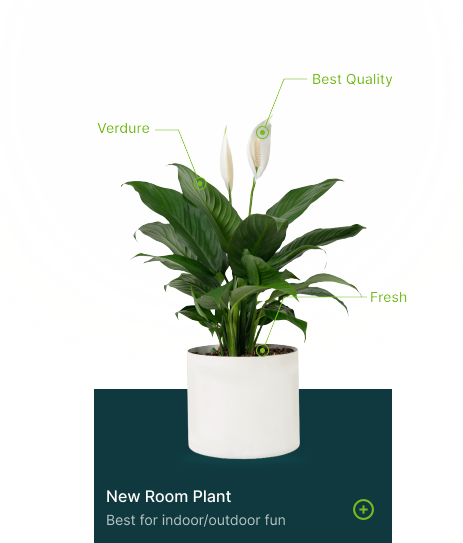 Best Quality
Verdure
Fresh
New Room Plant
Best for indoor/outdoor fun